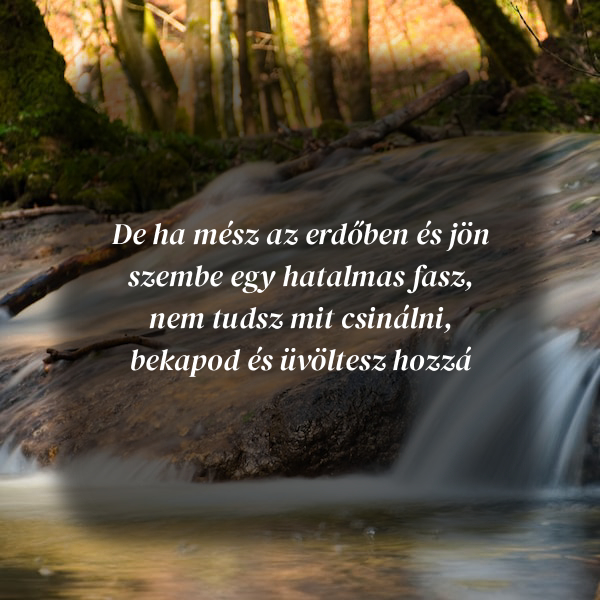 De ha mész az erdőben és jön
szembe egy hatalmas fasz,
nem tudsz mit csinálni,
bekapod és üvöltesz hozzá